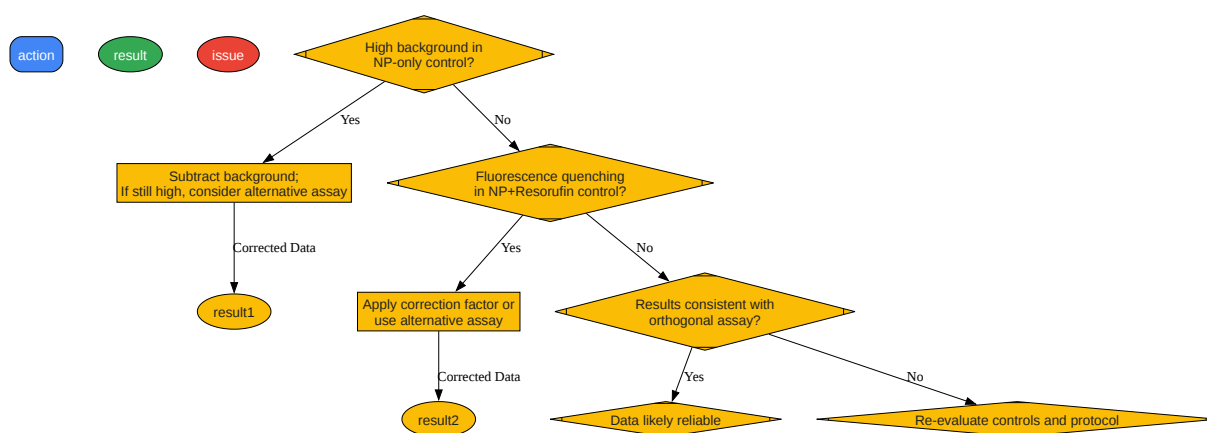 action
result
issue
High background in
NP-only control?
Yes
No
Subtract background;
If still high, consider alternative assay
Fluorescence quenching
in NP+Resorufin control?
Corrected Data
Yes
No
result1
Apply correction factor or
use alternative assay
Results consistent with
orthogonal assay?
Corrected Data
Yes
No
result2
Data likely reliable
Re-evaluate controls and protocol